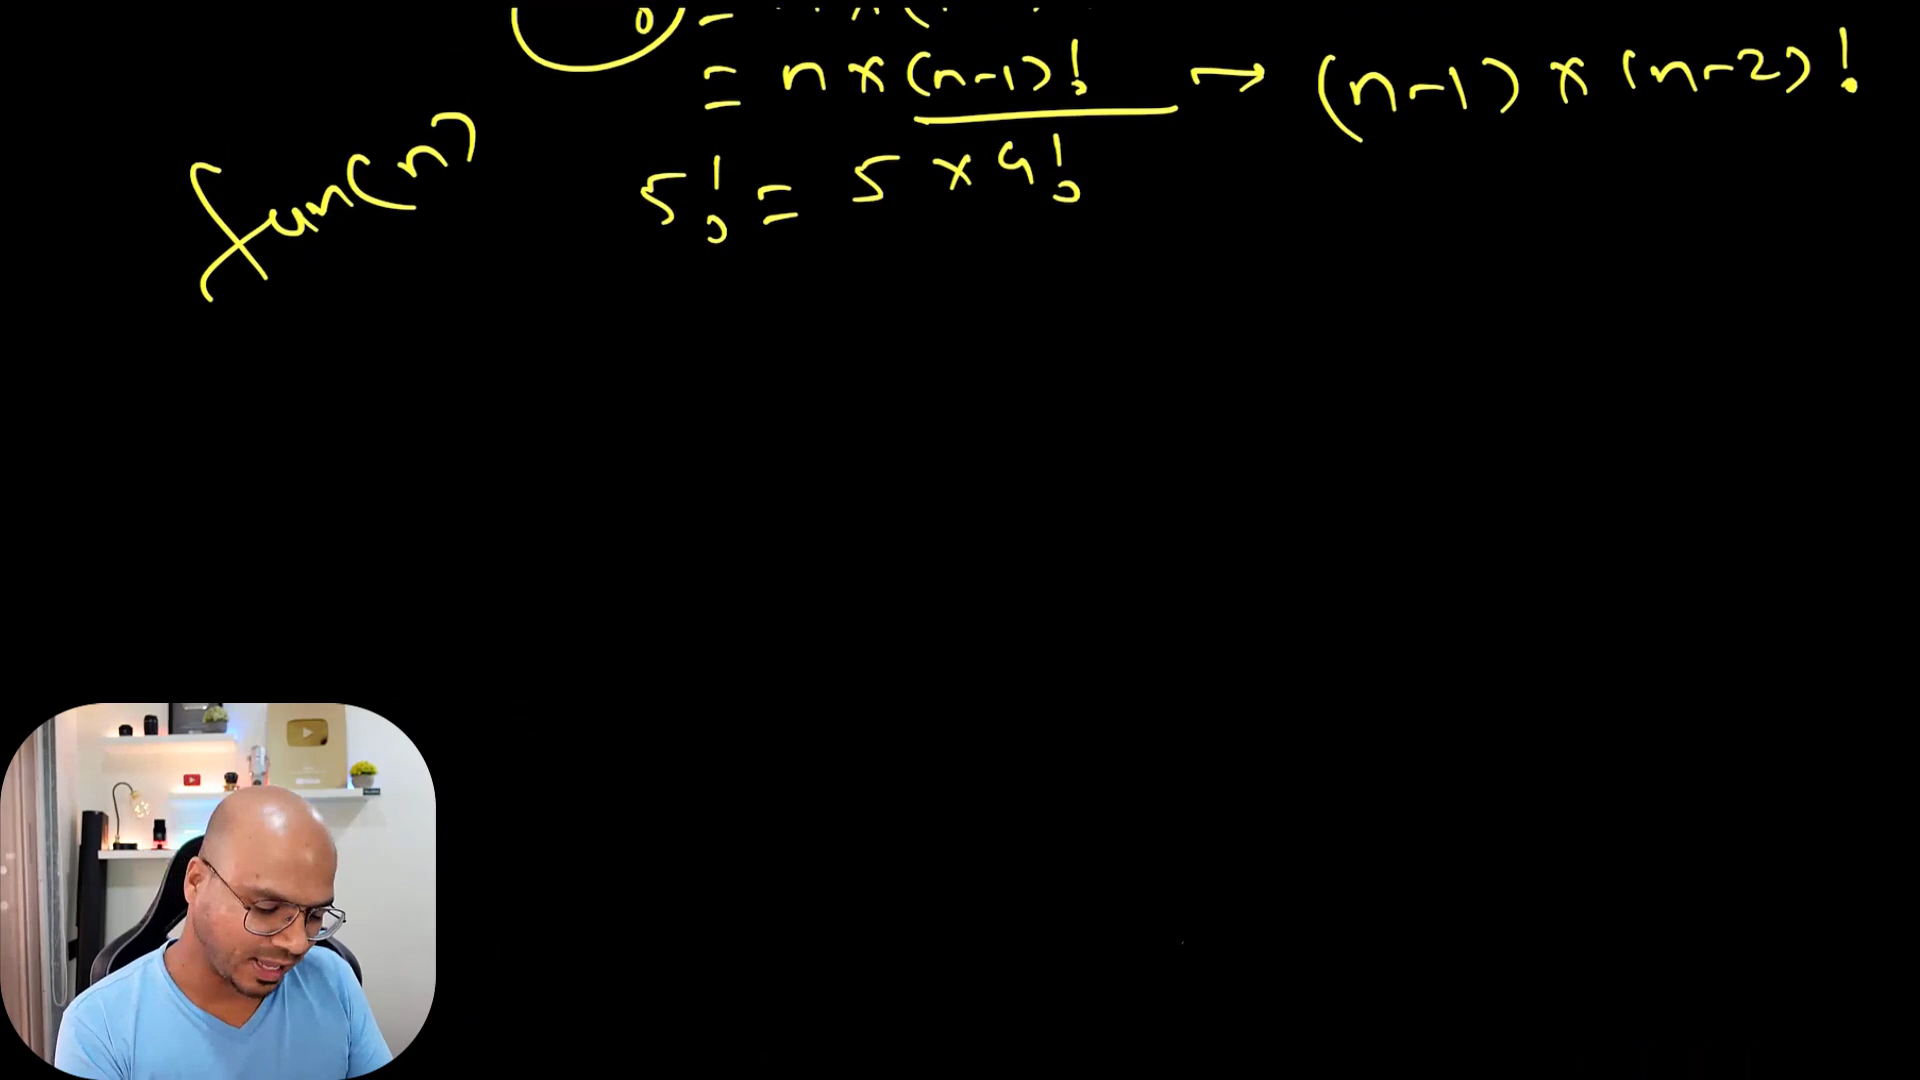 = n x (n-1)! → (n-1) x (n-2)!
fun(n)
5! = 5 x 4!